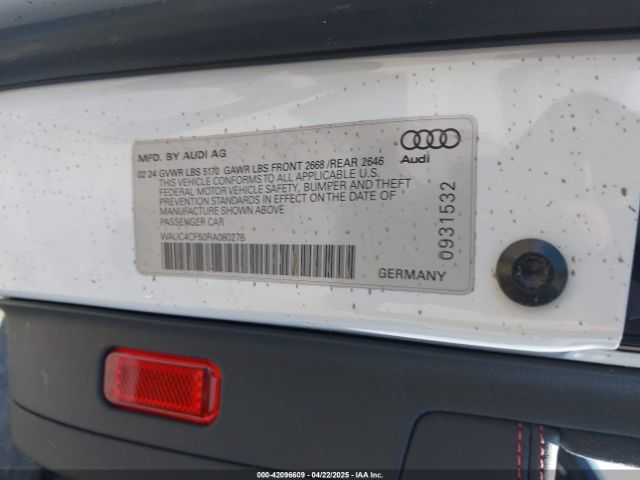 MFD. BY AUDI AG
Audi
02 24 GVWR LBS 5170 GAWR LBS FRONT 2668 /REAR 2646
THIS VEHICLE CONFORMS TO ALL APPLICABLE U.S.
FEDERAL MOTOR VEHICLE SAFETY, BUMPER AND THEFT
PREVENTION STANDARDS IN EFFECT ON THE DATE OF
MANUFACTURE SHOWN ABOVE
PASSENGER CAR
WAUC4CF50RA080278
GERMANY
0931532
000-42096609 - 04/22/2025 - IAA Inc.